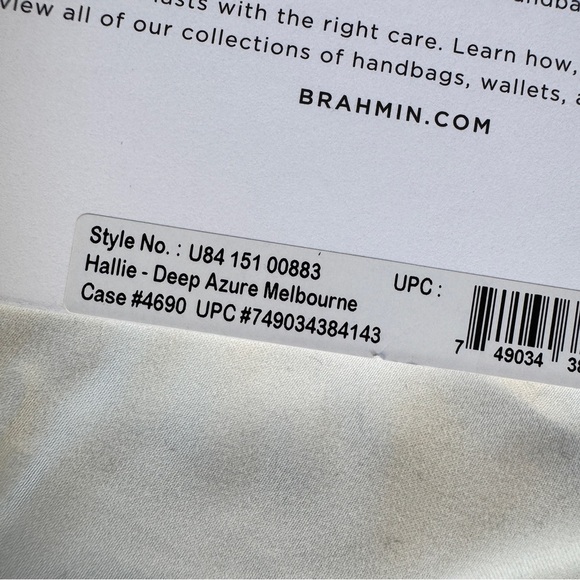 with the right care. Learn how,
view all of our collections of handbags, wallets,
BRAHMIN.COM
Style No. : U84 151 00883
Hallie - Deep Azure Melbourne
Case #4690 UPC #749034384143
UPC :
7 49034